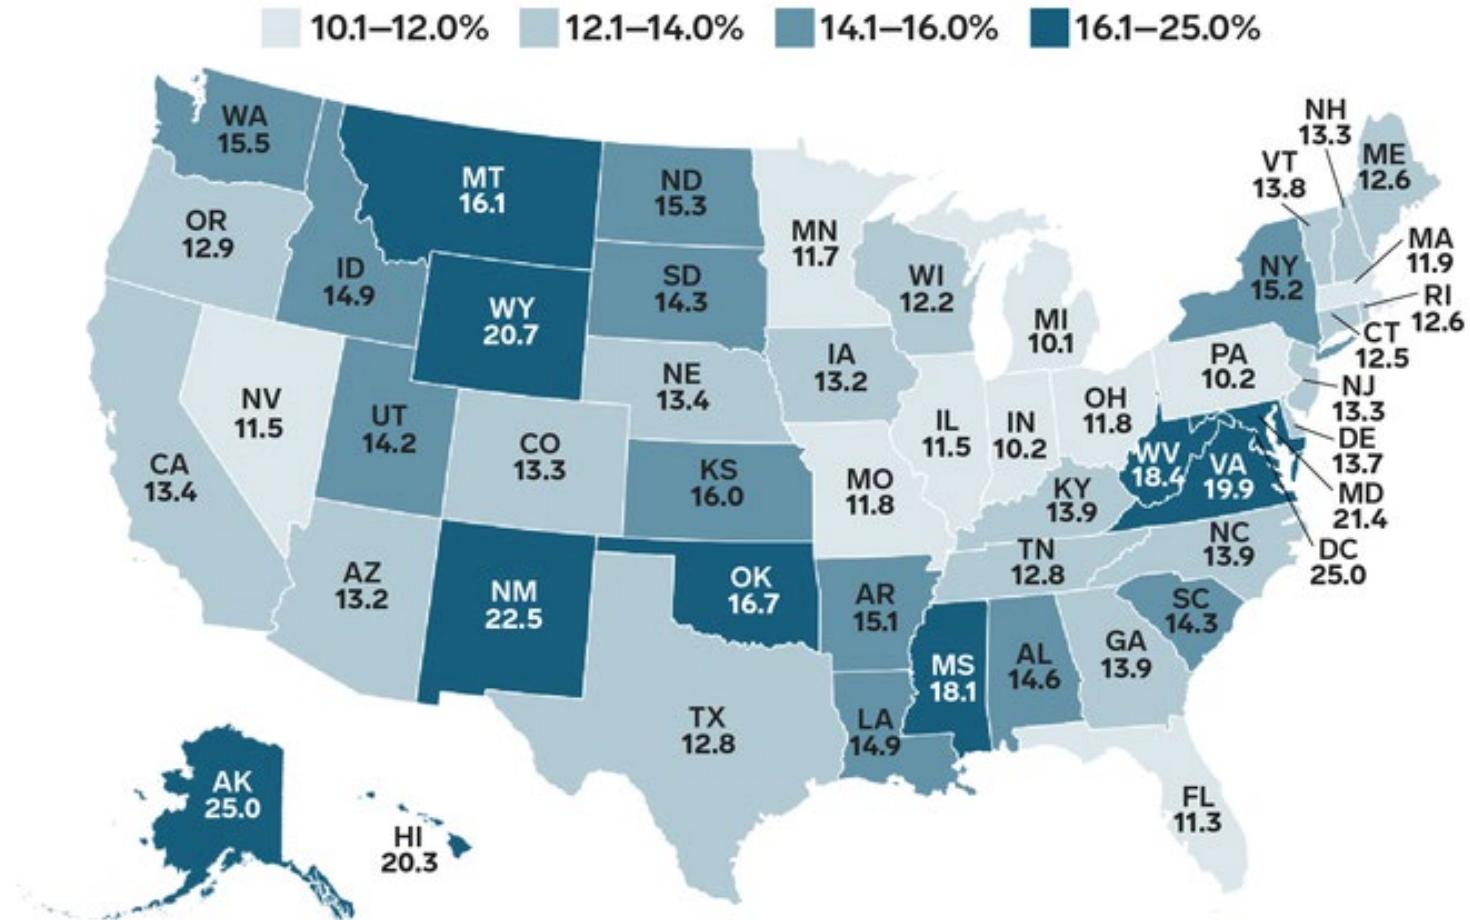 10.1–12.0% 12.1–14.0% 14.1–16.0% 16.1–25.0%
WA
15.5
OR
12.9
CA
13.4
NV
11.5
ID
14.9
MT
16.1
WY
20.7
UT
14.2
AZ
13.2
CO
13.3
NM
22.5
ND
15.3
SD
14.3
NE
13.4
KS
16.0
OK
16.7
TX
12.8
MN
11.7
IA
13.2
MO
11.8
AR
15.1
LA
14.9
WI
12.2
IL
11.5
MI
10.1
IN
10.2
OH
11.8
KY
13.9
TN
12.8
MS
18.1
AL
14.6
GA
13.9
FL
11.3
SC
14.3
NC
13.9
VA
19.9
WV
18.4
PA
10.2
NY
15.2
VT
13.8
NH
13.3
ME
12.6
MA
11.9
RI
12.6
CT
12.5
NJ
13.3
DE
13.7
MD
21.4
DC
25.0
AK
25.0
HI
20.3